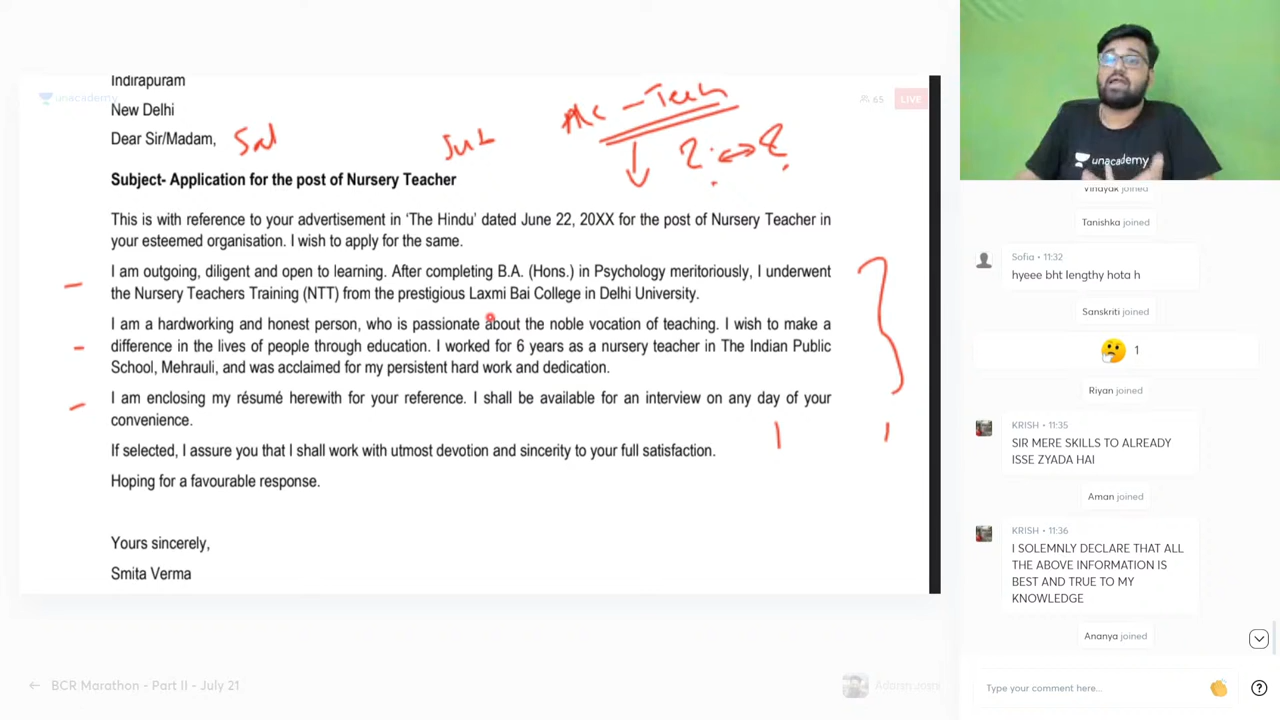 Indirapuram
unacademy
65
LIVE
New Delhi
Dear Sir/Madam,
Sal
Sub
Tech
Subject- Application for the post of Nursery Teacher
This is with reference to your advertisement in ‘The Hindu’ dated June 22, 20XX for the post of Nursery Teacher in
your esteemed organisation. I wish to apply for the same.
I am outgoing, diligent and open to learning. After completing B.A. (Hons.) in Psychology meritoriously, I underwent
the Nursery Teachers Training (NTT) from the prestigious Laxmi Bai College in Delhi University.
I am a hardworking and honest person, who is passionate about the noble vocation of teaching. I wish to make a
difference in the lives of people through education. I worked for 6 years as a nursery teacher in The Indian Public
School, Mehrauli, and was acclaimed for my persistent hard work and dedication.
I am enclosing my résumé herewith for your reference. I shall be available for an interview on any day of your
convenience.
If selected, I assure you that I shall work with utmost devotion and sincerity to your full satisfaction.
Hoping for a favourable response.
Yours sincerely,
Smita Verma
BCR Marathon - Part II - July 21
unacademy
Vinayak joined
Tanishka joined
Sofia • 11:32
hyeee bht lengthy hota h
Sanskriti joined
1
Riyan joined
KRISH • 11:35
SIR MERE SKILLS TO ALREADY
ISSE ZYADA HAI
Aman joined
KRISH • 11:36
I SOLEMNLY DECLARE THAT ALL
THE ABOVE INFORMATION IS
BEST AND TRUE TO MY
KNOWLEDGE
Ananya joined
Type your comment here...